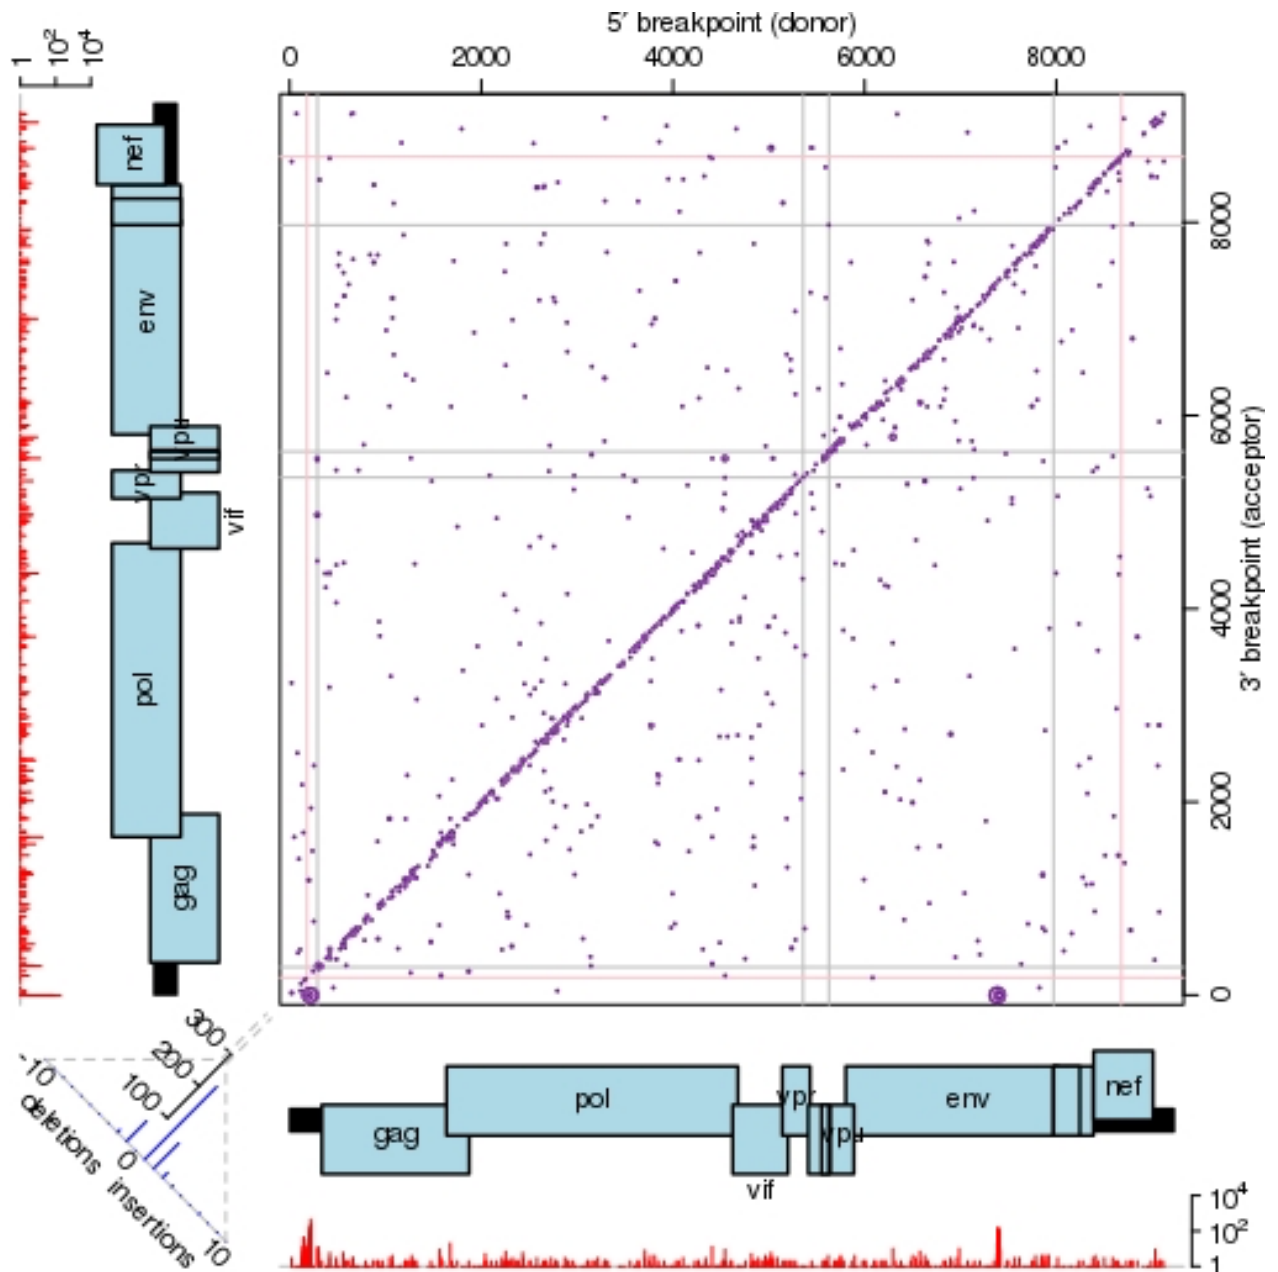 5′ breakpoint (donor)
0 2000 4000 6000 8000
1 10² 10⁴
nef
env
vpu
vpr
vif
pol
gag
8000
6000
4000
2000
0
3′ breakpoint (acceptor)
300
200
100
-10
0
10
deletions insertions
pol
vpr
env
nef
gag
vpu
vif
10⁴
10²
1